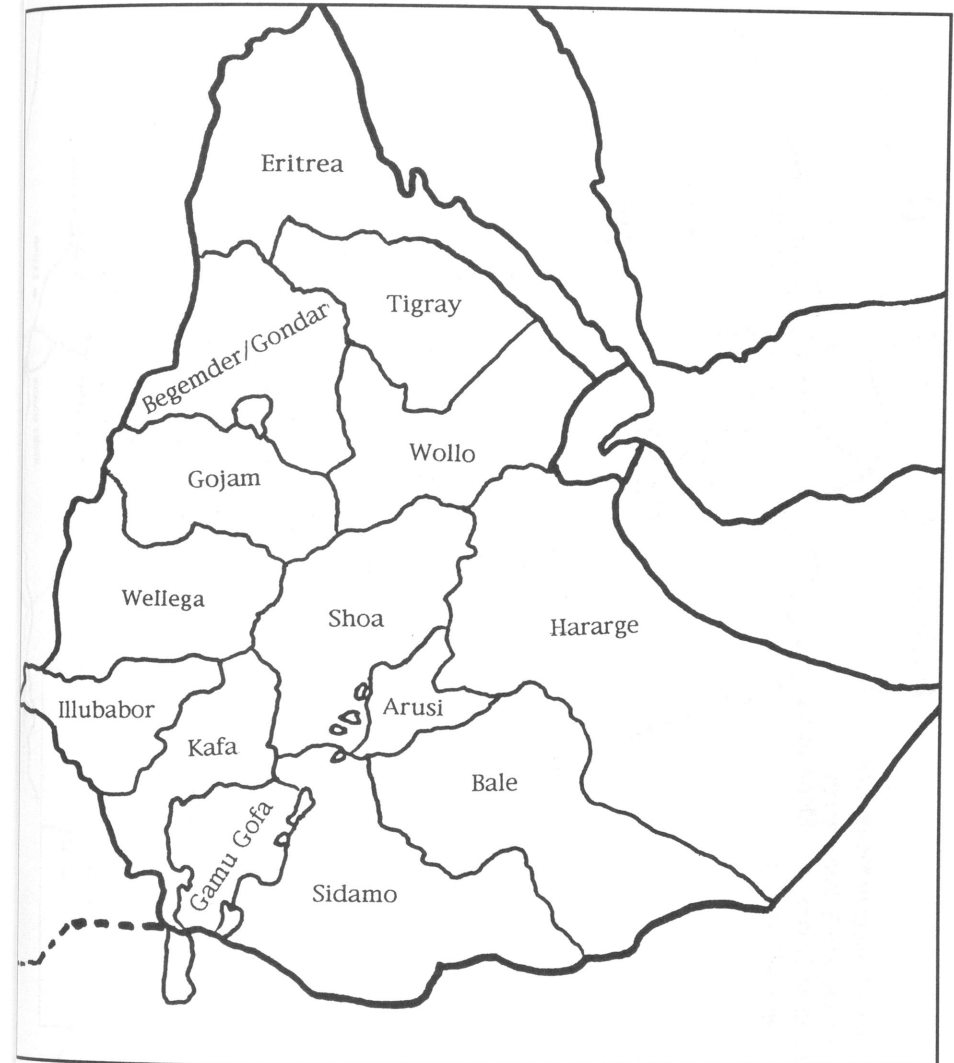 Eritrea
Tigray
Begemder/Gondar
Wollo
Gojam
Wellega
Shoa
Hararge
Illubabor
Arusi
Kafa
Bale
Gamu Gofa
Sidamo